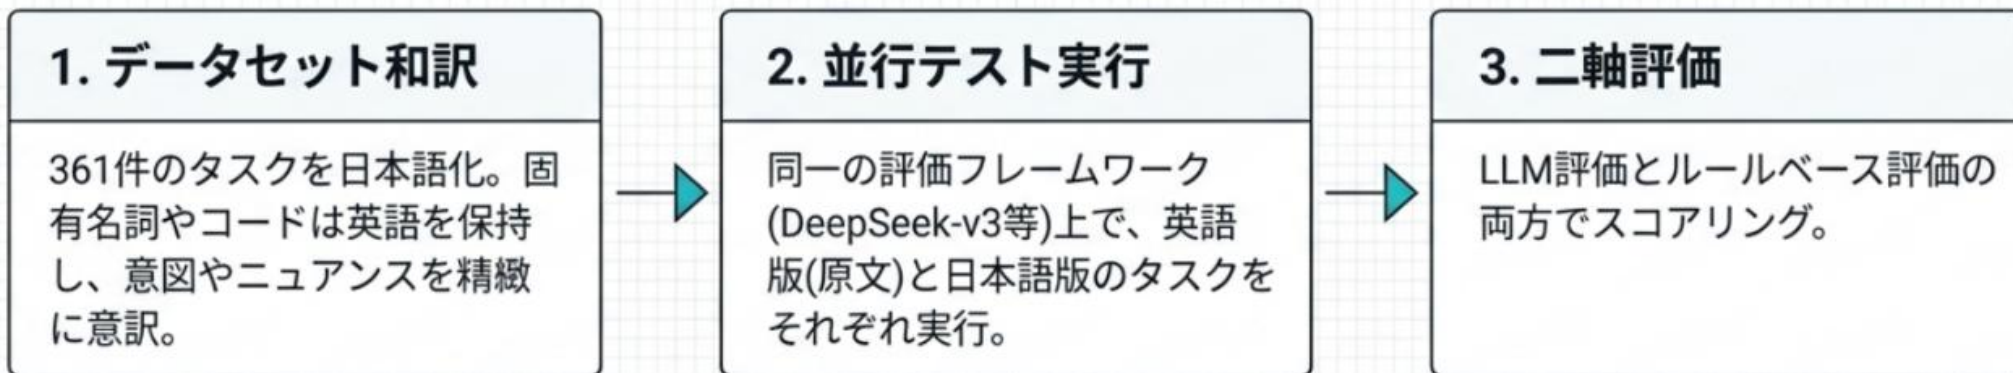 1. データセット和訳
361件のタスクを日本語化。固
有名詞やコードは英語を保持
し、意図やニュアンスを精緻
に意訳。
2. 並行テスト実行
同一の評価フレームワーク
(DeepSeek-v3等)上で、英語
版(原文)と日本語版のタスクを
それぞれ実行。
3. 二軸評価
LLM評価とルールベース評価の
両方でスコアリング。